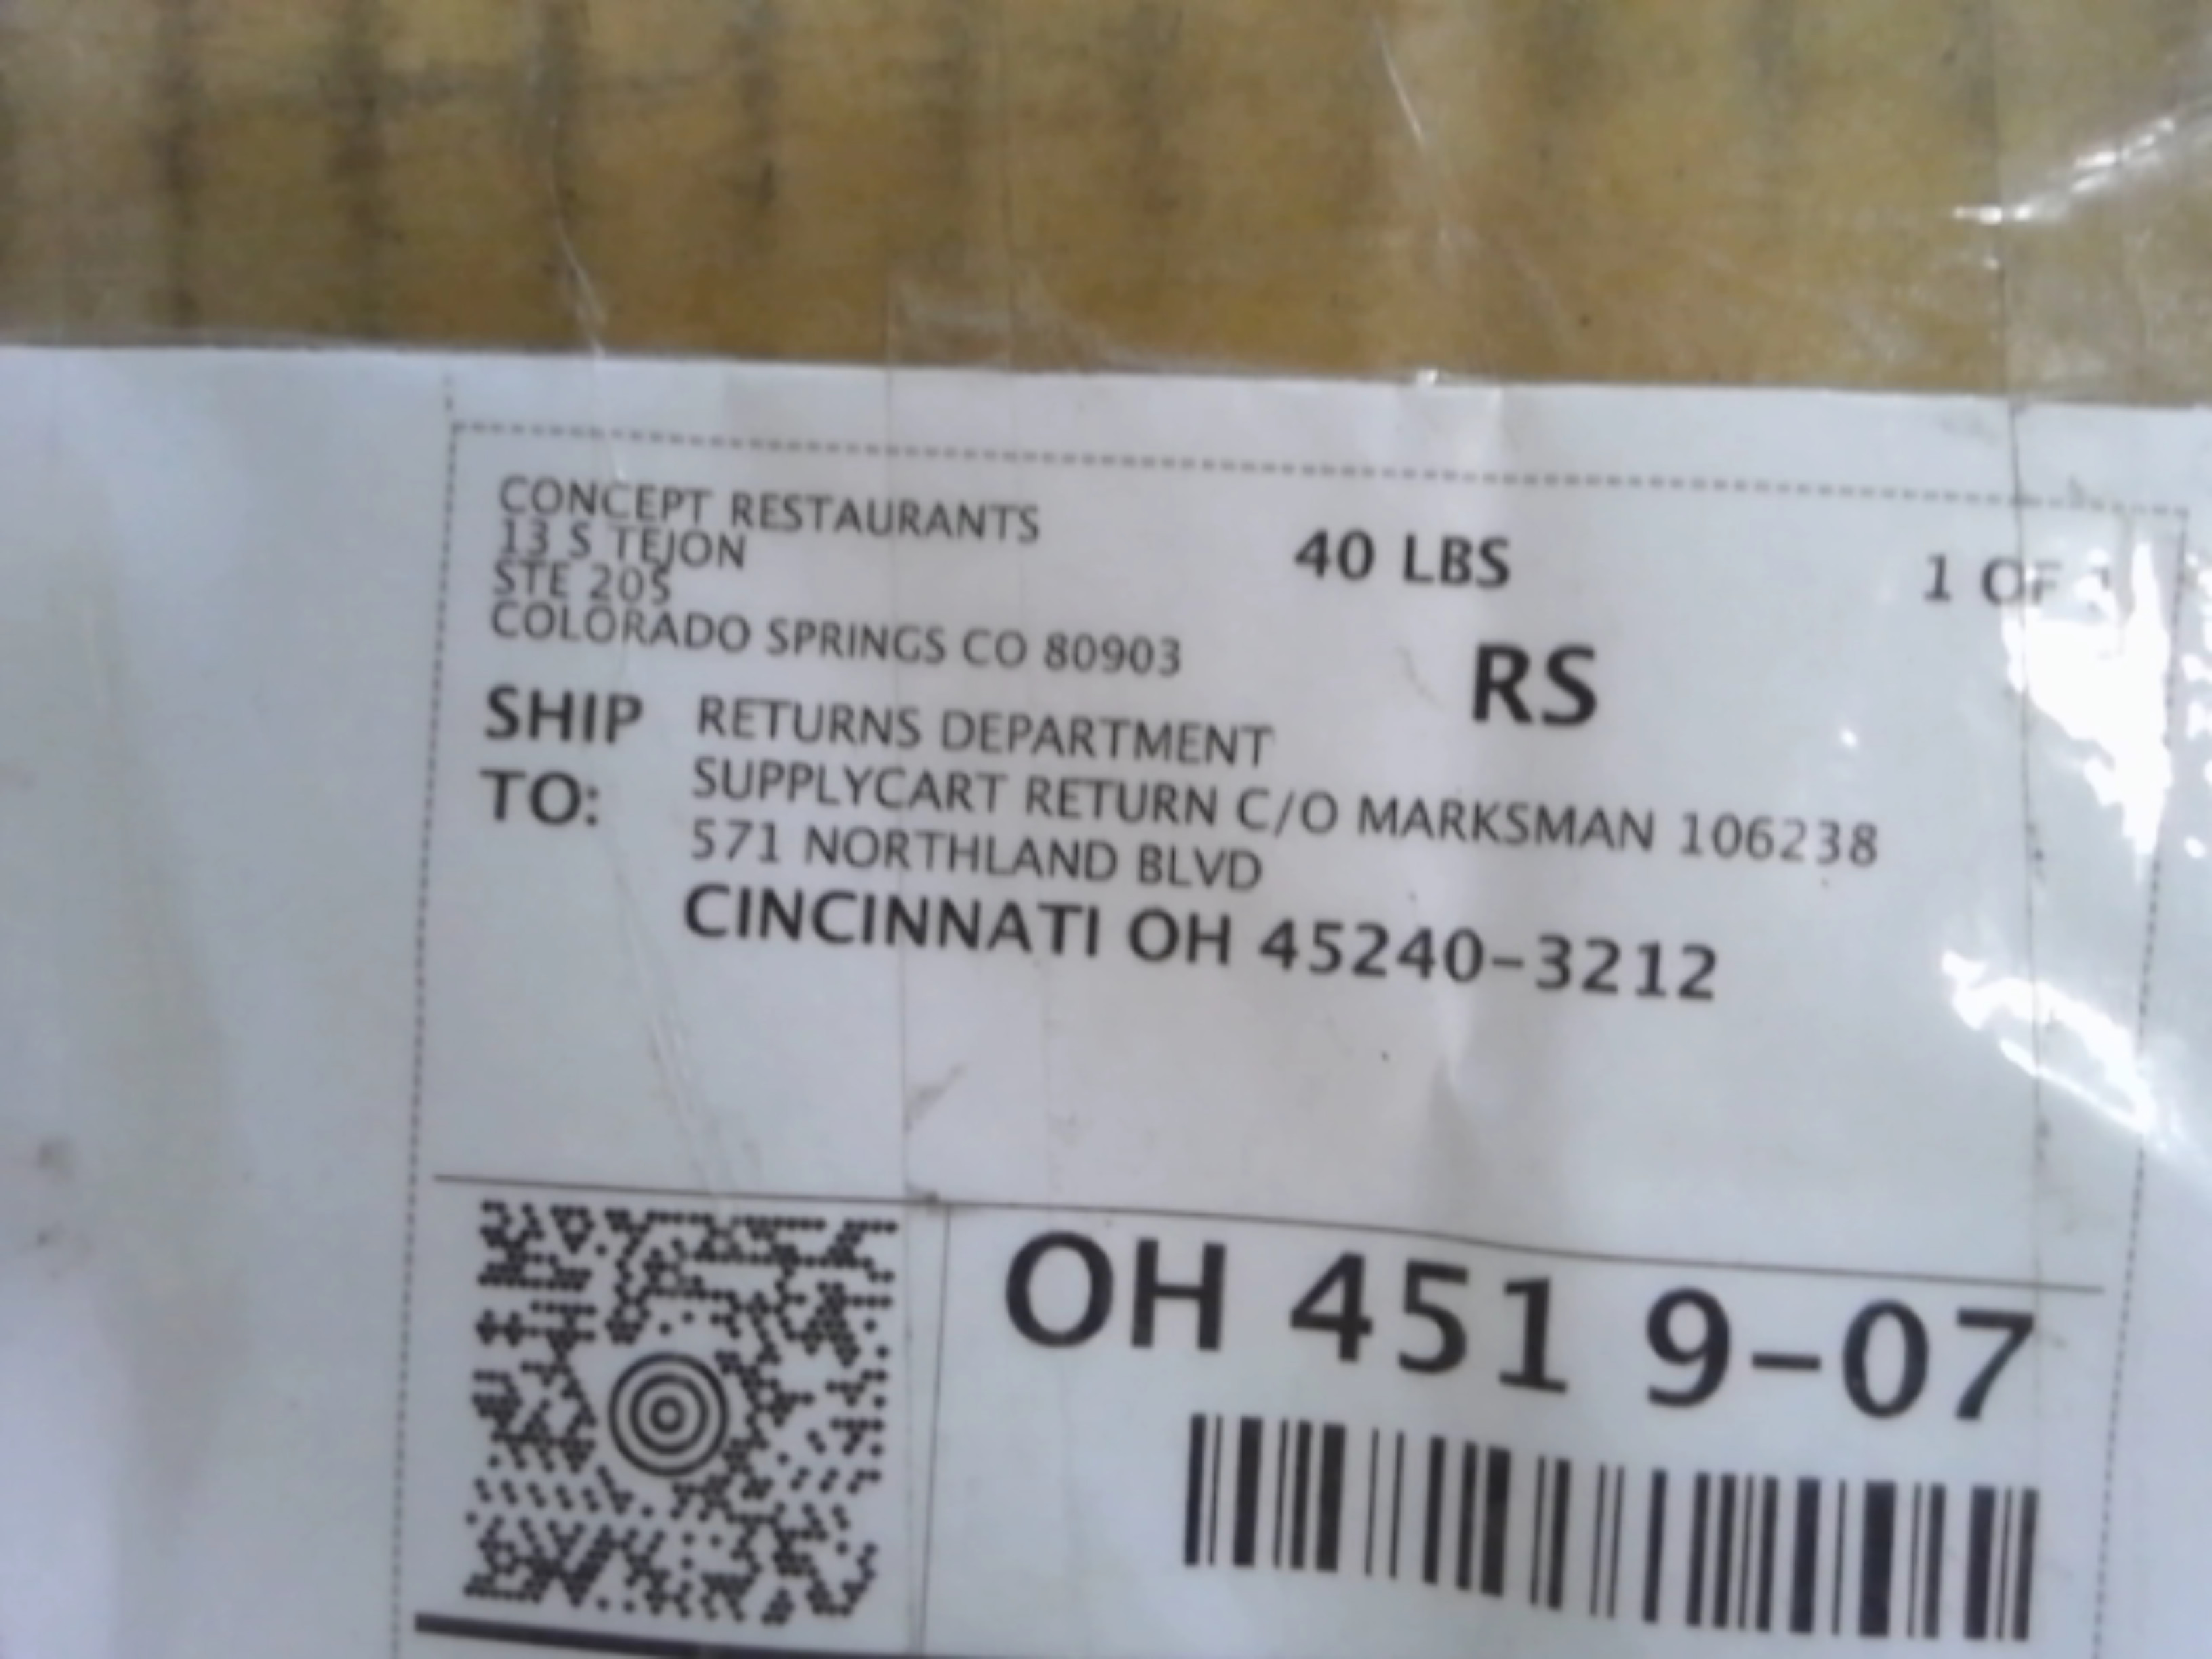 CONCEPT RESTAURANTS
13 S TEJON
STE 205
COLORADO SPRINGS CO 80903
40 LBS
1 OF
RS
SHIP TO:
RETURNS DEPARTMENT
SUPPLYCART RETURN C/O MARKSMAN 106238
571 NORTHLAND BLVD
CINCINNATI OH 45240-3212
OH 451 9-07